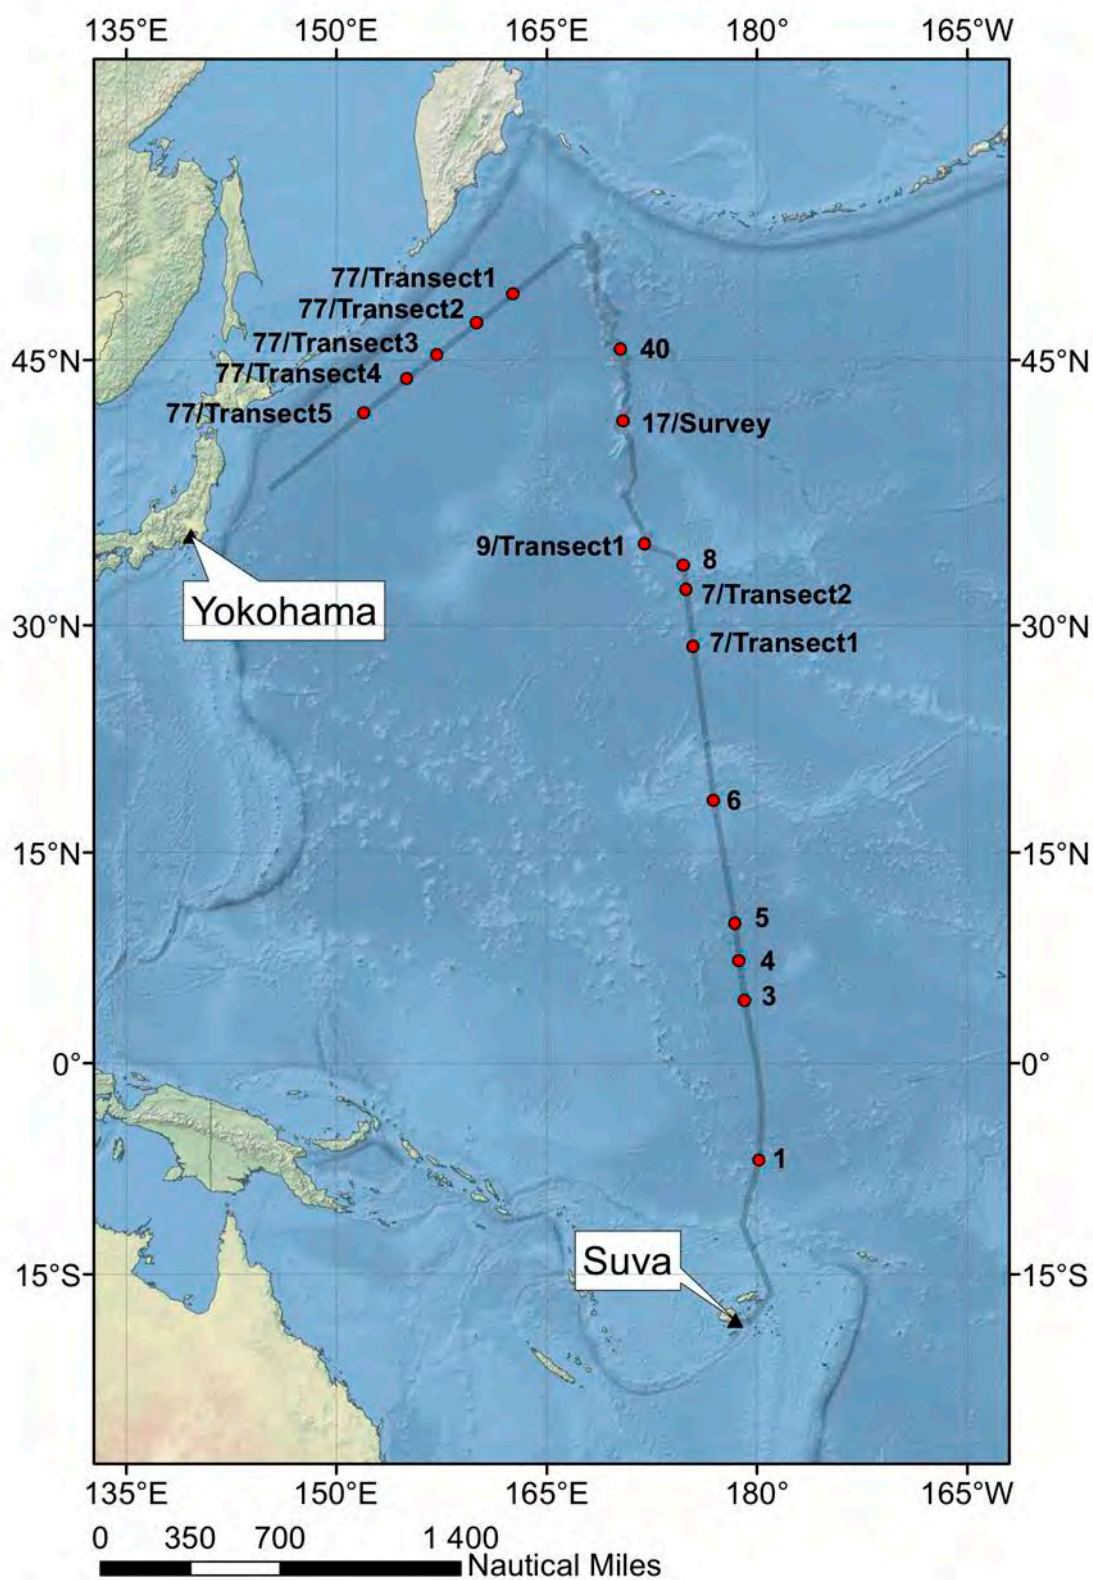 135°E 150°E 165°E 180° 165°W
77/Transect1
77/Transect2
77/Transect3
40
45°N 45°N
77/Transect4
77/Transect5
17/Survey
9/Transect1
8
7/Transect2
Yokohama
30°N 30°N
7/Transect1
6
15°N 15°N
5
4
3
0° 0°
1
Suva
15°S 15°S
135°E 150°E 165°E 180° 165°W
0 350 700 1 400
Nautical Miles